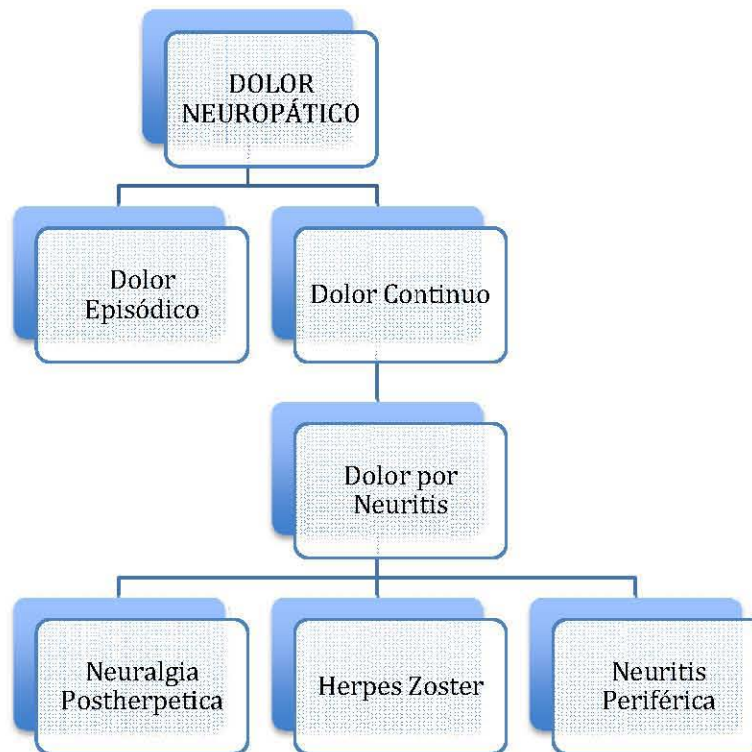 DOLOR
NEUROPÁTICO
Dolor
Episódico
Dolor Continuo
Dolor por
Neuritis
Neuralgia
Postherpetica
Herpes Zoster
Neuritis
Periférica